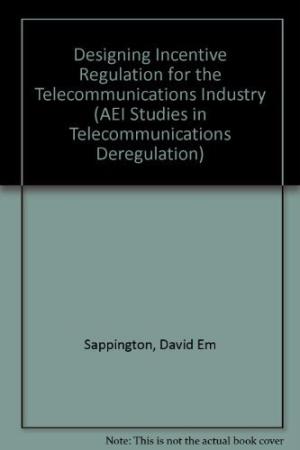 Designing Incentive
Regulation for the
Telecommunications Industry
(AEI Studies in
Telecommunications
Deregulation)
Sappington, David Em
Note: This is not the actual book cover